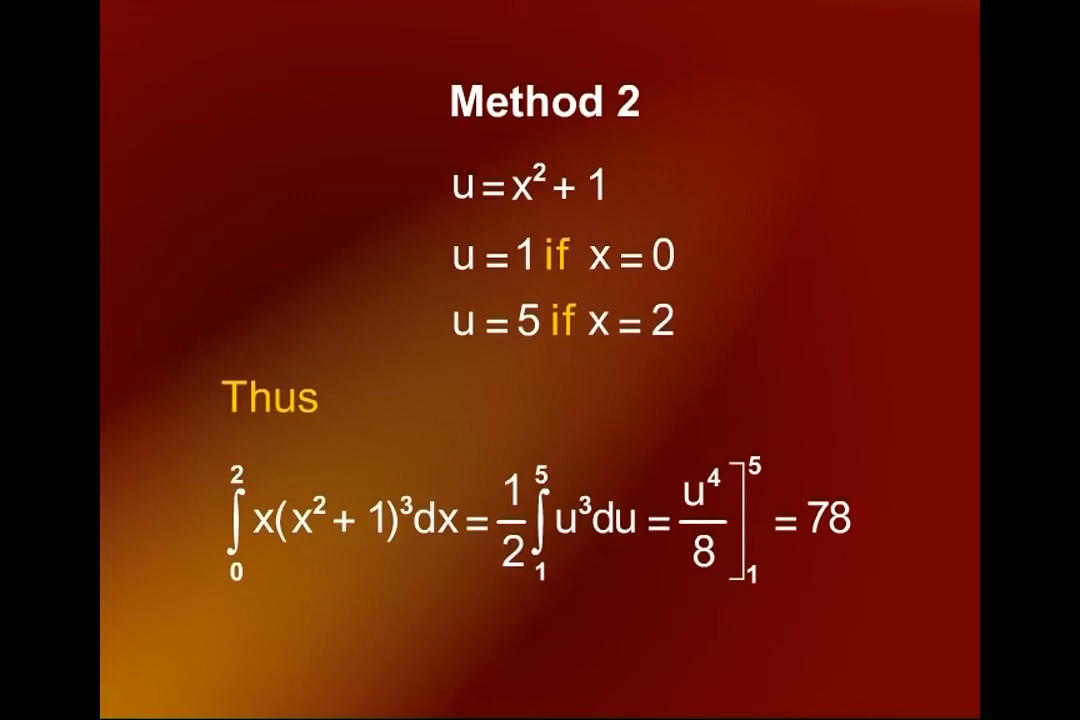 Method 2
u = x² + 1
u = 1 if x = 0
u = 5 if x = 2
Thus
∫₀² x(x² + 1)³dx = 1/2 ∫₁⁵ u³du = u⁴/8 ]₁⁵ = 78